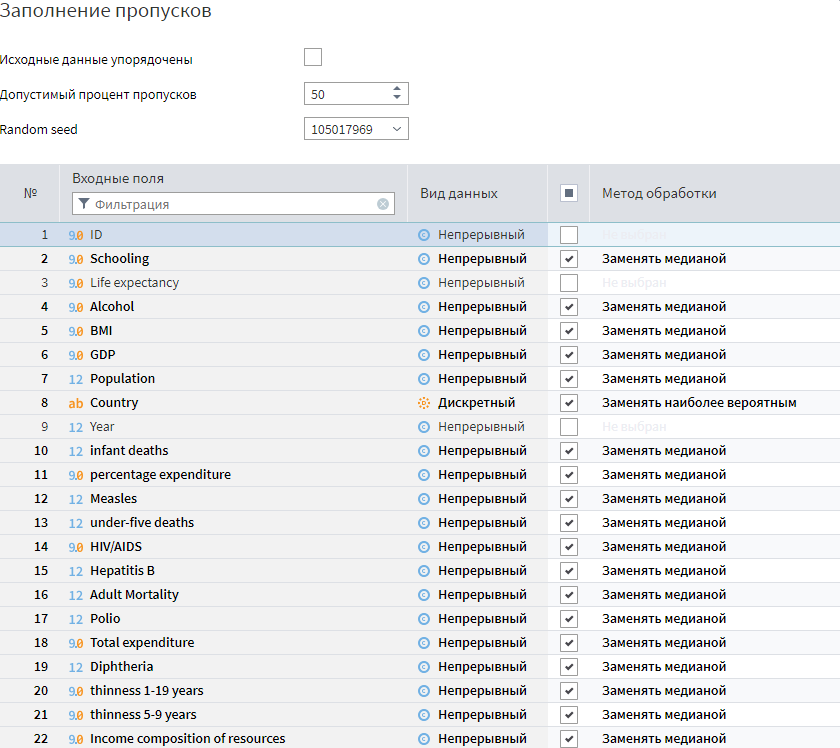 Заполнение пропусков
Исходные данные упорядочены
Допустимый процент пропусков 50
Random seed 105017969
№ Входные поля Вид данных Метод обработки
Фильтрация
1 9.0 ID Непрерывный Не выбран
2 9.0 Schooling Непрерывный Заменять медианой
3 9.0 Life expectancy Непрерывный Не выбран
4 9.0 Alcohol Непрерывный Заменять медианой
5 9.0 BMI Непрерывный Заменять медианой
6 9.0 GDP Непрерывный Заменять медианой
7 12 Population Непрерывный Заменять медианой
8 ab Country Дискретный Заменять наиболее вероятным
9 12 Year Непрерывный Не выбран
10 12 infant deaths Непрерывный Заменять медианой
11 9.0 percentage expenditure Непрерывный Заменять медианой
12 12 Measles Непрерывный Заменять медианой
13 12 under-five deaths Непрерывный Заменять медианой
14 9.0 HIV/AIDS Непрерывный Заменять медианой
15 12 Hepatitis B Непрерывный Заменять медианой
16 12 Adult Mortality Непрерывный Заменять медианой
17 12 Polio Непрерывный Заменять медианой
18 9.0 Total expenditure Непрерывный Заменять медианой
19 12 Diphtheria Непрерывный Заменять медианой
20 9.0 thinness 1-19 years Непрерывный Заменять медианой
21 9.0 thinness 5-9 years Непрерывный Заменять медианой
22 9.0 Income composition of resources Непрерывный Заменять медианой